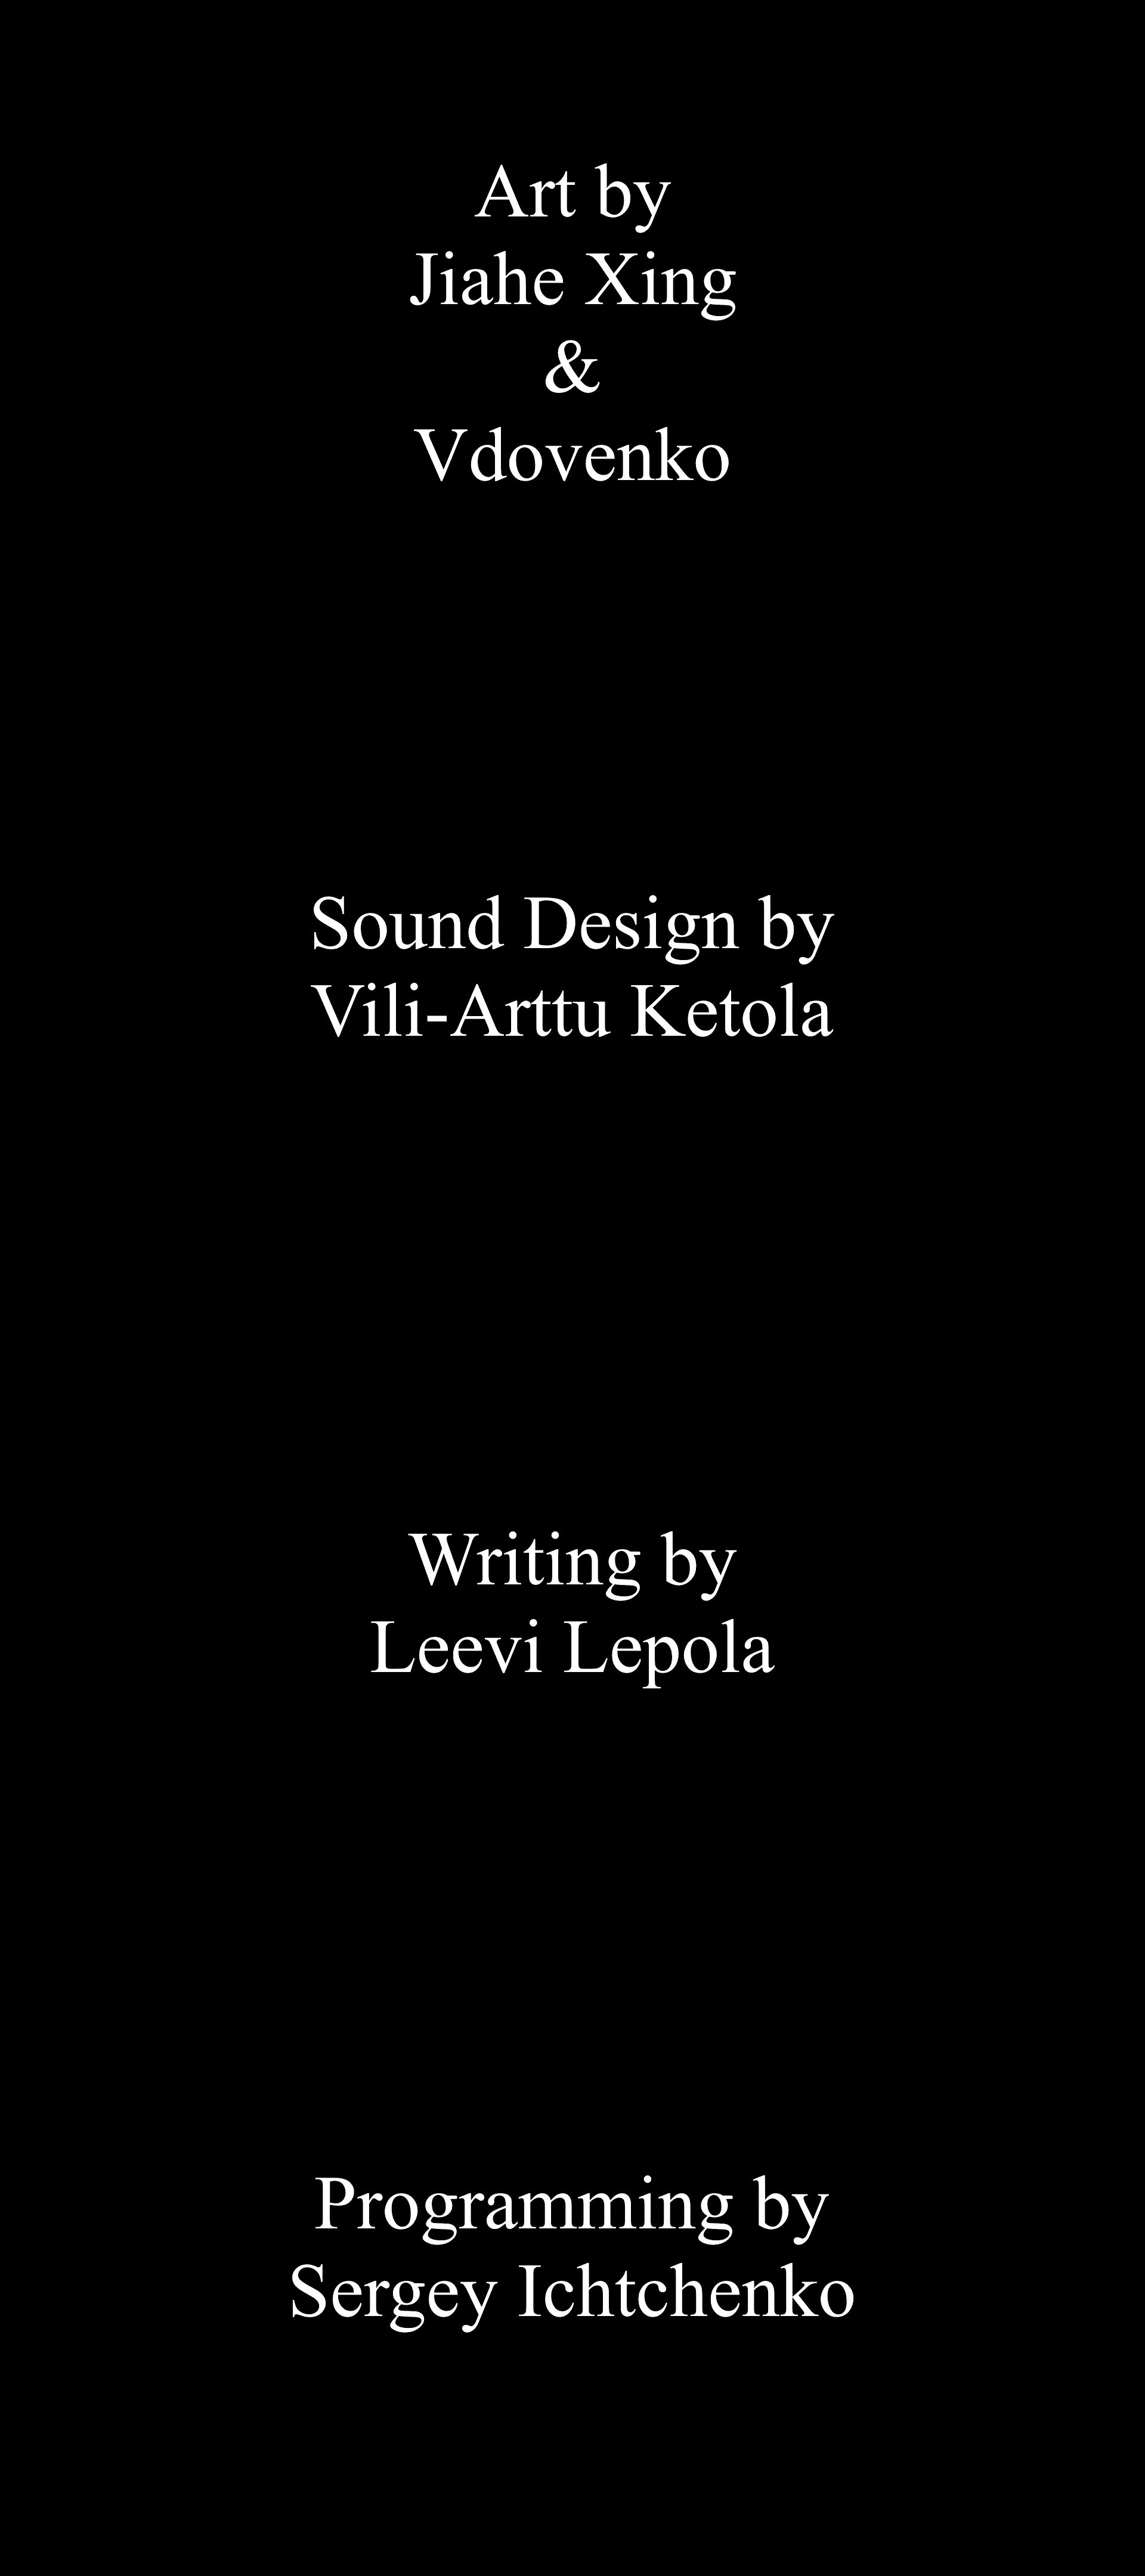 Art by
Jiahe Xing
&
Vdovenko
Sound Design by
Vili-Arttu Ketola
Writing by
Leevi Lepola
Programming by
Sergey Ichtchenko